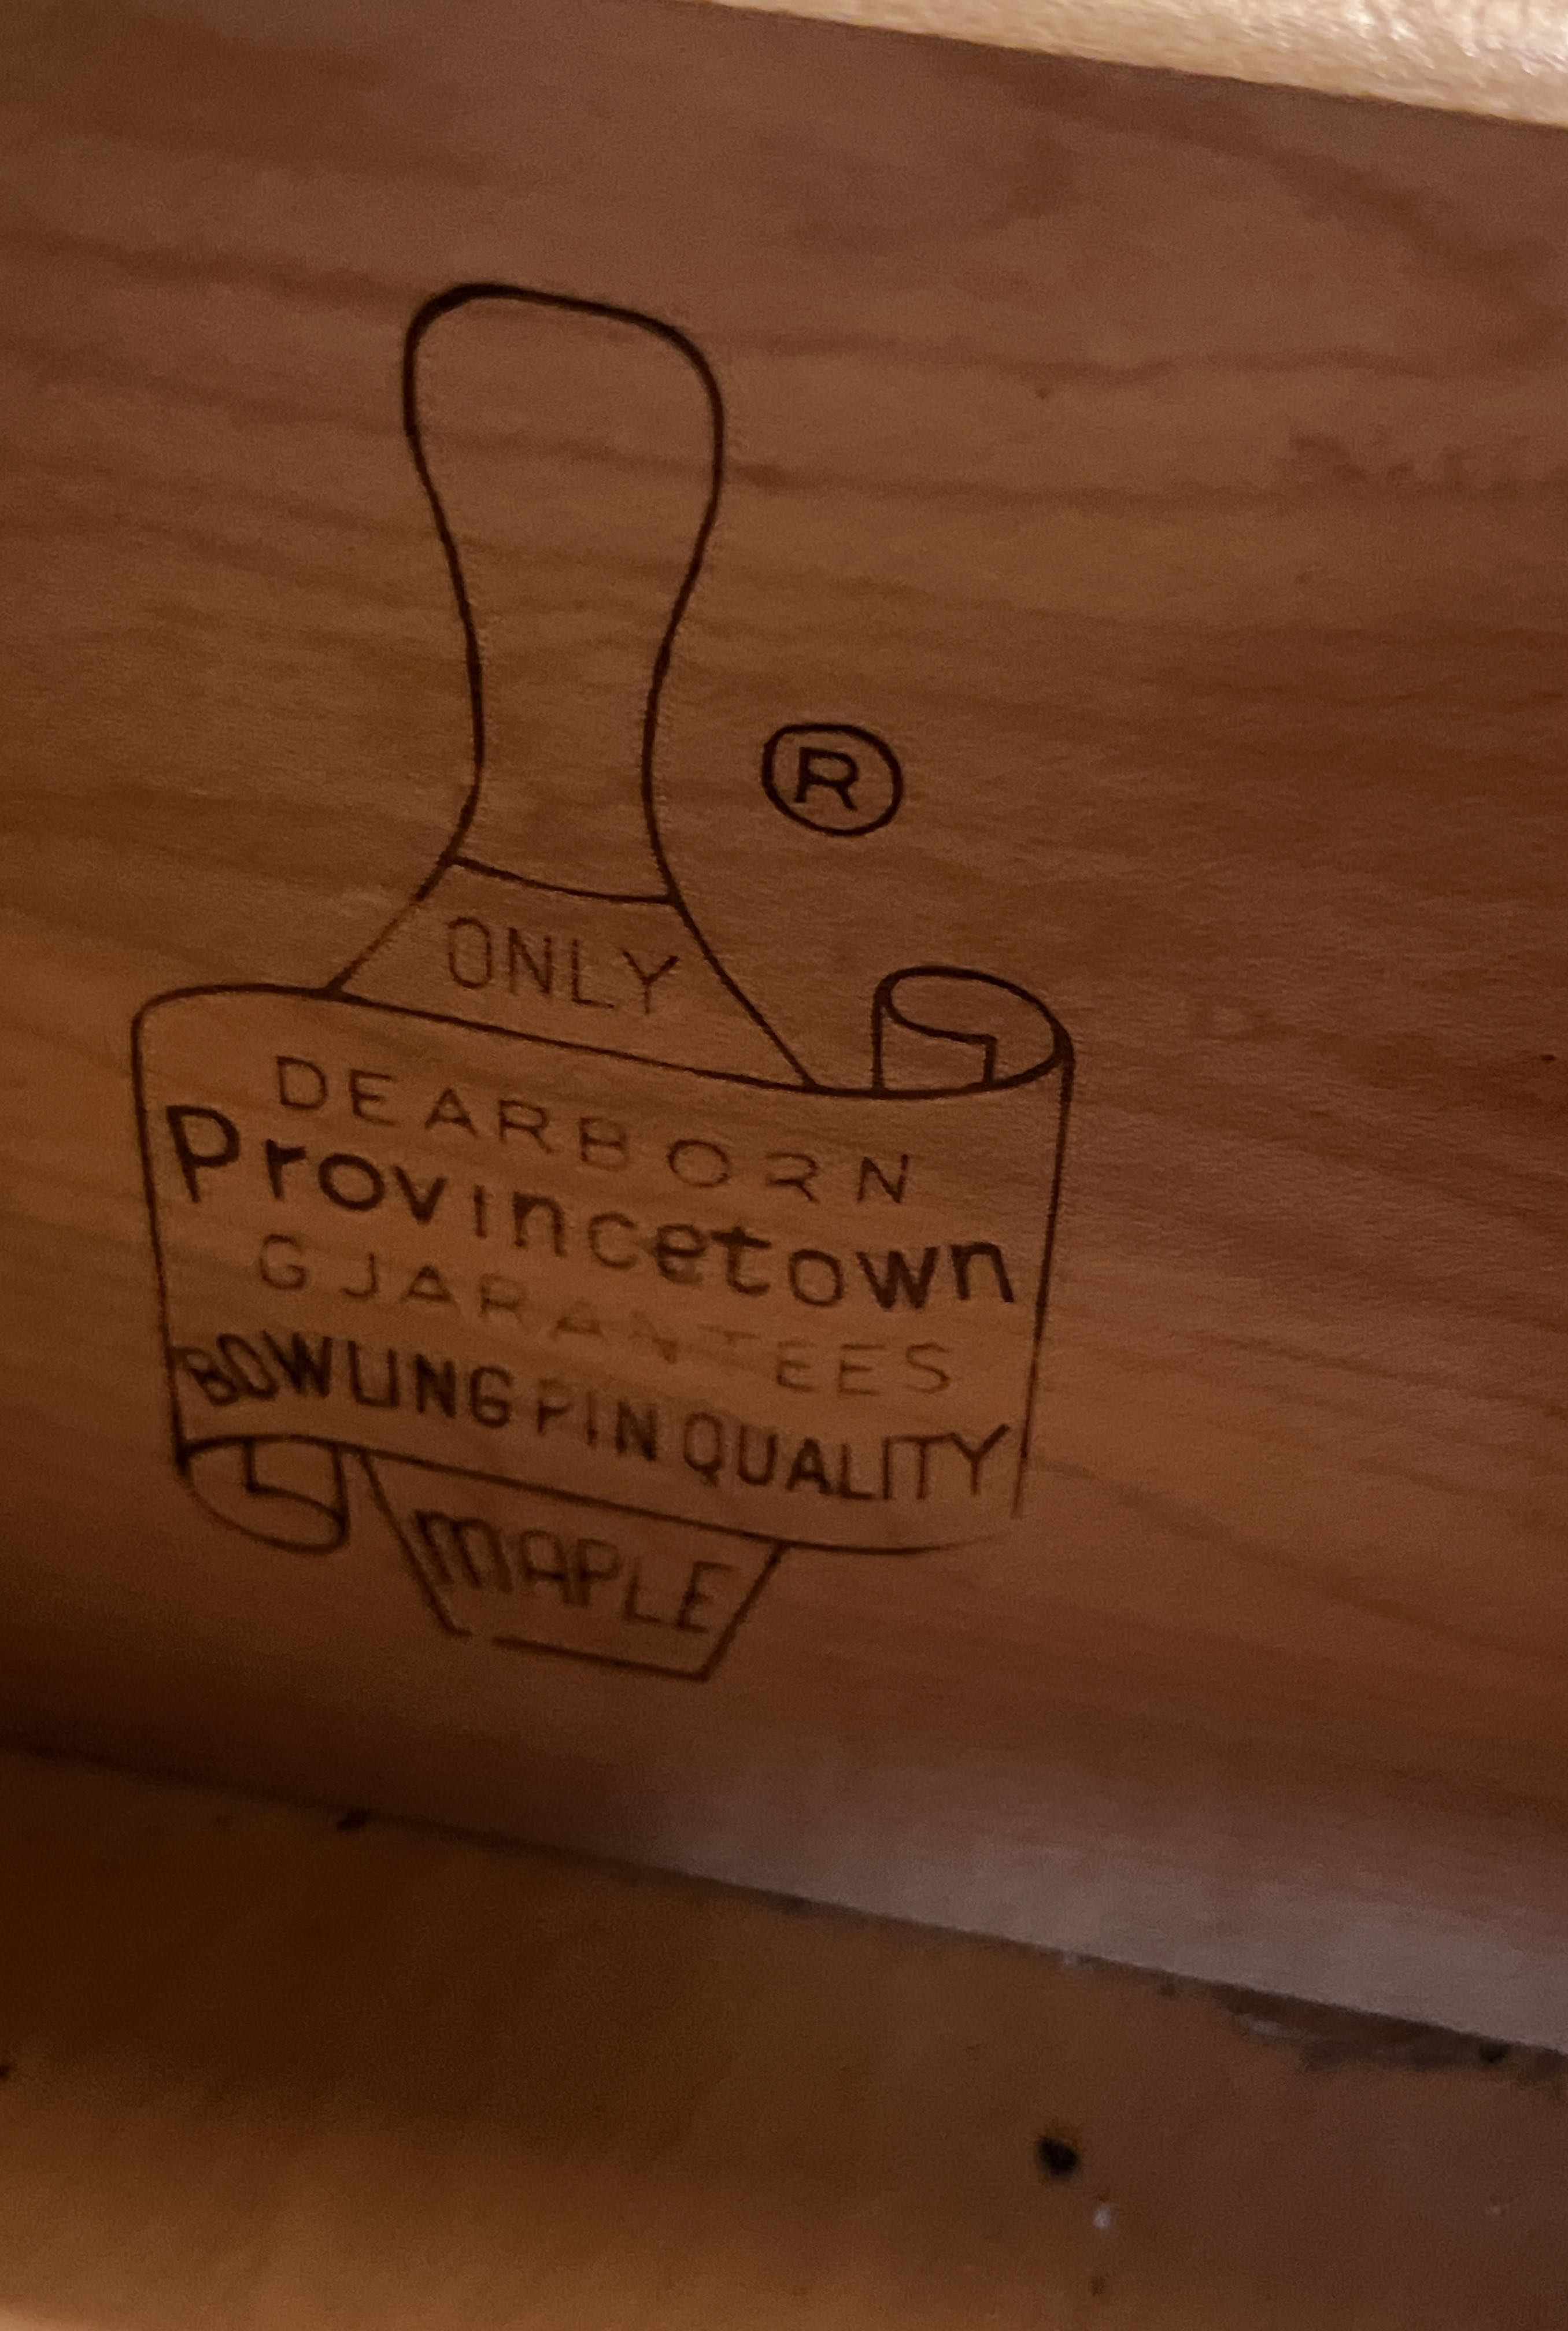 ®
ONLY
DEARBORN
Provincetown
GUARANTEES
BOWLING PIN QUALITY
MAPLE